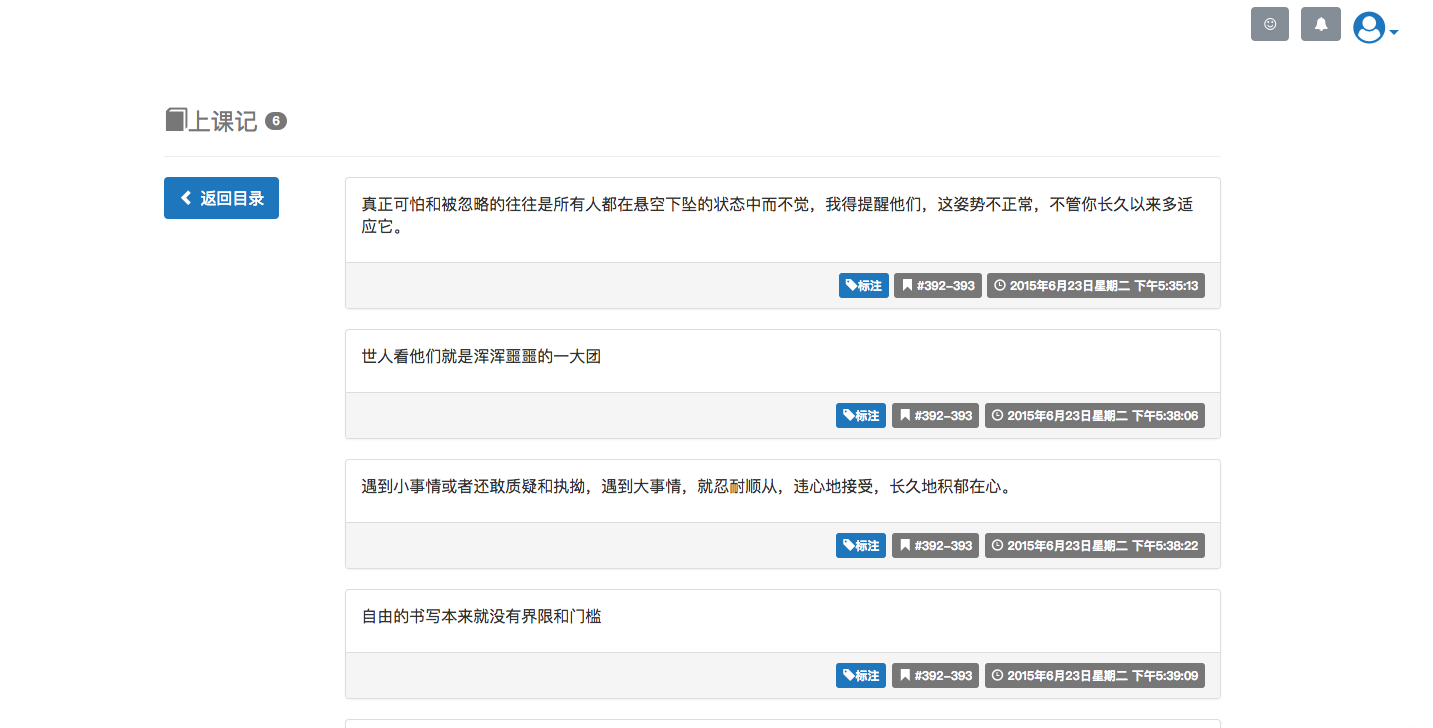 上课记 6
返回目录
真正可怕和被忽略的往往是所有人都在悬空下坠的状态中而不觉，我得提醒他们，这姿势不正常，不管你长久以来多适
应它。
标注 #392-393 2015年6月23日星期二 下午5:35:13
世人看他们就是浑浑噩噩的一大团
标注 #392-393 2015年6月23日星期二 下午5:38:06
遇到小事情或者还敢质疑和执拗，遇到大事情，就忍耐顺从，违心地接受，长久地积郁在心。
标注 #392-393 2015年6月23日星期二 下午5:38:22
自由的书写本来就没有界限和门槛
标注 #392-393 2015年6月23日星期二 下午5:39:09